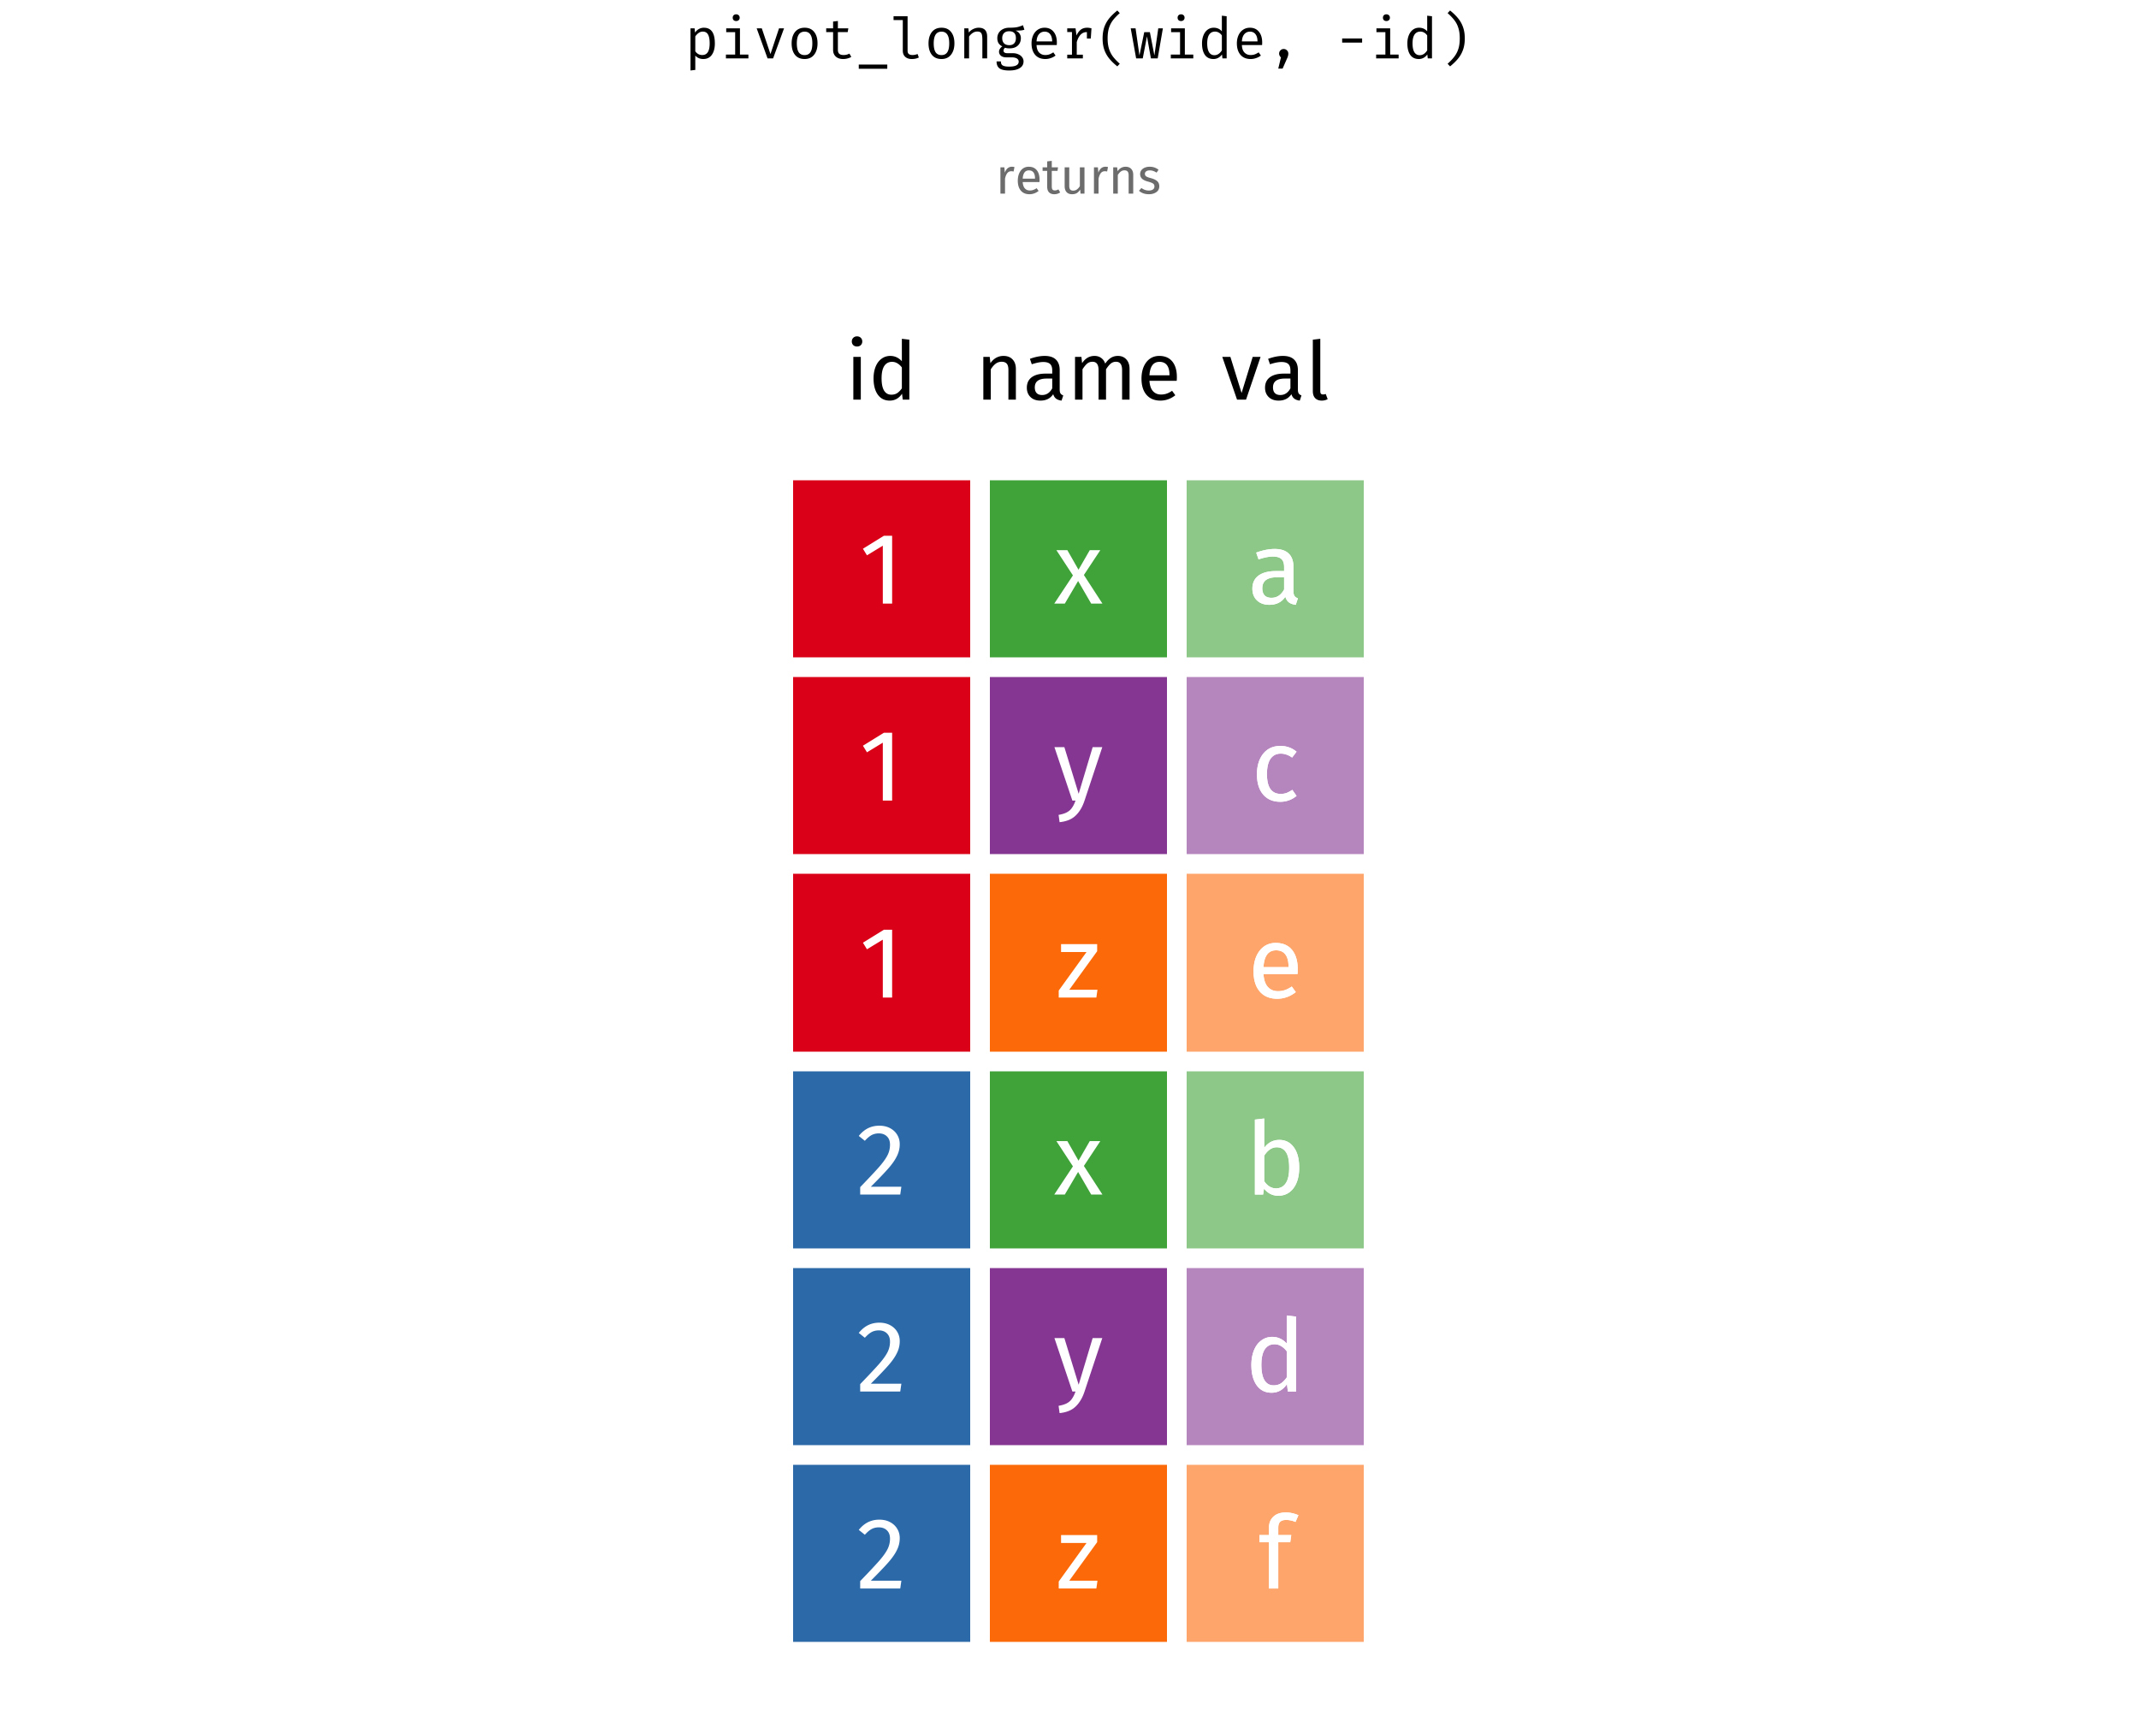 pivot_longer(wide, -id)
returns
id name val
1 x a
1 y c
1 z e
2 x b
2 y d
2 z f